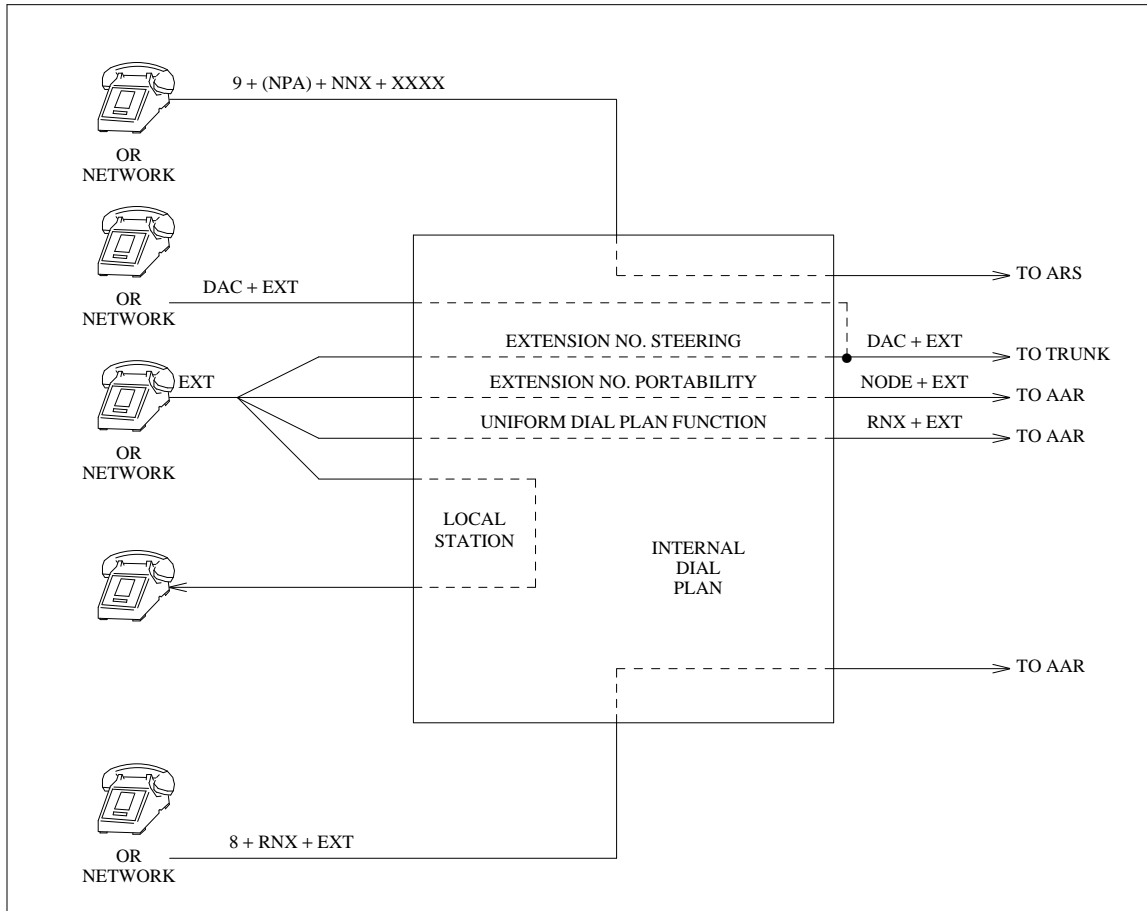 9 + (NPA) + NNX + XXXX
OR
NETWORK
TO ARS
DAC + EXT
OR
NETWORK
EXTENSION NO. STEERING
DAC + EXT
TO TRUNK
EXT
EXTENSION NO. PORTABILITY
NODE + EXT
TO AAR
UNIFORM DIAL PLAN FUNCTION
RNX + EXT
TO AAR
OR
NETWORK
LOCAL
STATION
INTERNAL
DIAL
PLAN
TO AAR
8 + RNX + EXT
OR
NETWORK